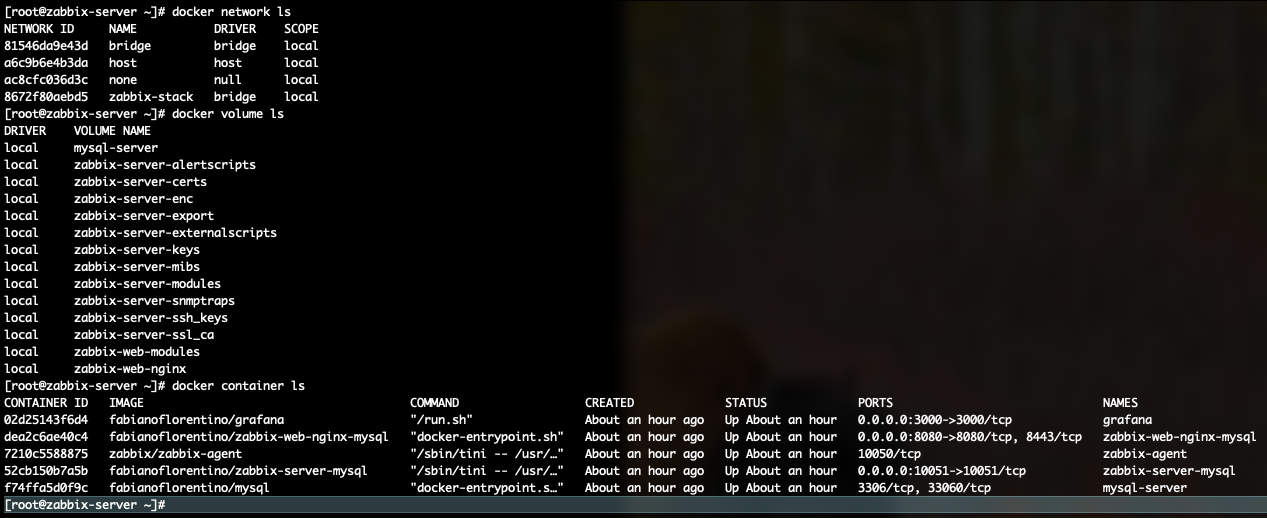 [root@zabbix-server ~]# docker network ls
NETWORK ID     NAME           DRIVER    SCOPE
81546da9e43d   bridge         bridge    local
a6c9b6e4b3da   host           host      local
ac8cfc036d3c   none           null      local
8672f80aebd5   zabbix-stack   bridge    local
[root@zabbix-server ~]# docker volume ls
DRIVER    VOLUME NAME
local     mysql-server
local     zabbix-server-alertscripts
local     zabbix-server-certs
local     zabbix-server-enc
local     zabbix-server-export
local     zabbix-server-externalscripts
local     zabbix-server-keys
local     zabbix-server-mibs
local     zabbix-server-modules
local     zabbix-server-snmptraps
local     zabbix-server-ssh_keys
local     zabbix-server-ssl_ca
local     zabbix-web-modules
local     zabbix-web-nginx
[root@zabbix-server ~]# docker container ls
CONTAINER ID   IMAGE                                    COMMAND                  CREATED             STATUS          PORTS                              NAMES
02d25143f6d4   fabianoflorentino/grafana                "/run.sh"                About an hour ago   Up About an hour   0.0.0.0:3000->3000/tcp             grafana
dea2c6ae40c4   fabianoflorentino/zabbix-web-nginx-mysql   "docker-entrypoint.sh"   About an hour ago   Up About an hour   0.0.0.0:8080->8080/tcp, 8443/tcp   zabbix-web-nginx-mysql
7210c5588875   zabbix/zabbix-agent                      "/sbin/tini -- /usr/…"   About an hour ago   Up About an hour   10050/tcp                          zabbix-agent
52cb150b7a5b   fabianoflorentino/zabbix-server-mysql    "/sbin/tini -- /usr/…"   About an hour ago   Up About an hour   0.0.0.0:10051->10051/tcp           zabbix-server-mysql
f74ffa5d0f9c   fabianoflorentino/mysql                  "docker-entrypoint.s…"   About an hour ago   Up About an hour   3306/tcp, 33060/tcp                mysql-server
[root@zabbix-server ~]#